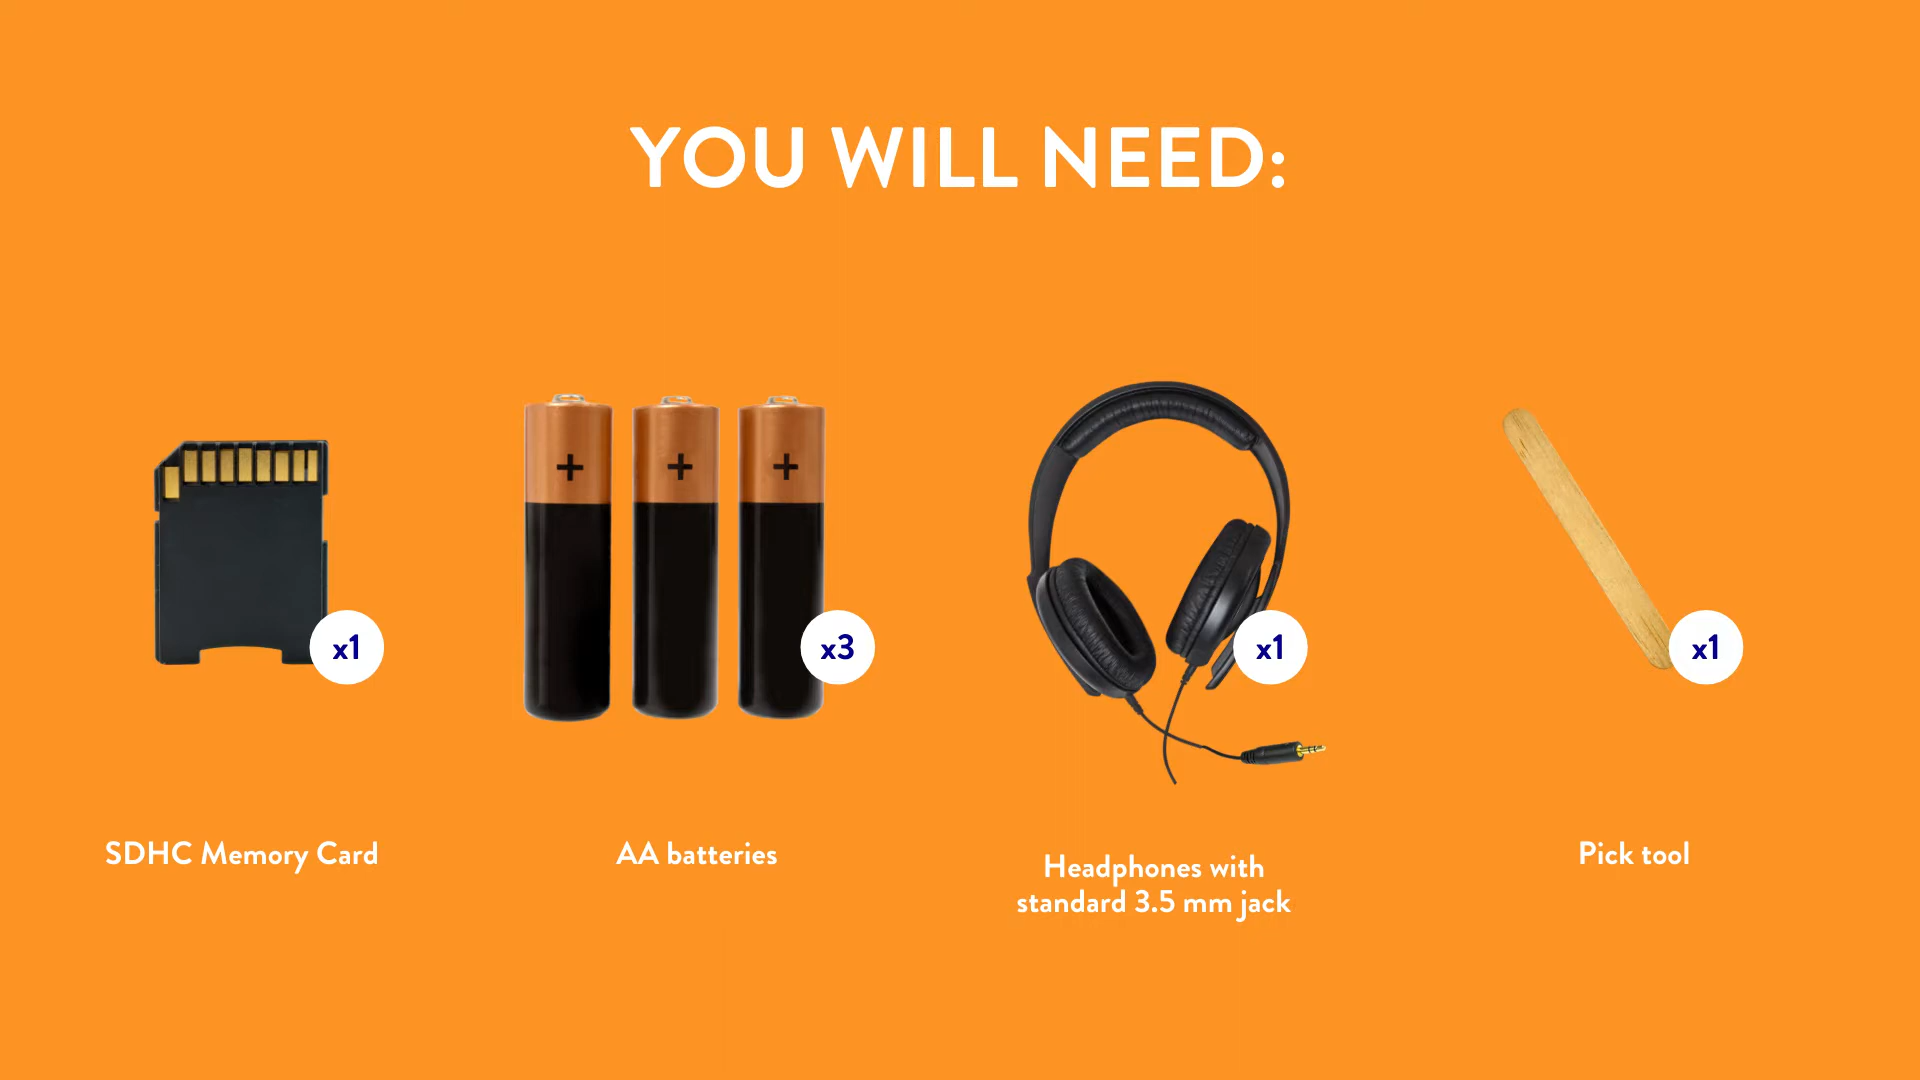 YOU WILL NEED:
+
+
+
x1
x3
x1
x1
SDHC Memory Card
AA batteries
Headphones with
standard 3.5 mm jack
Pick tool